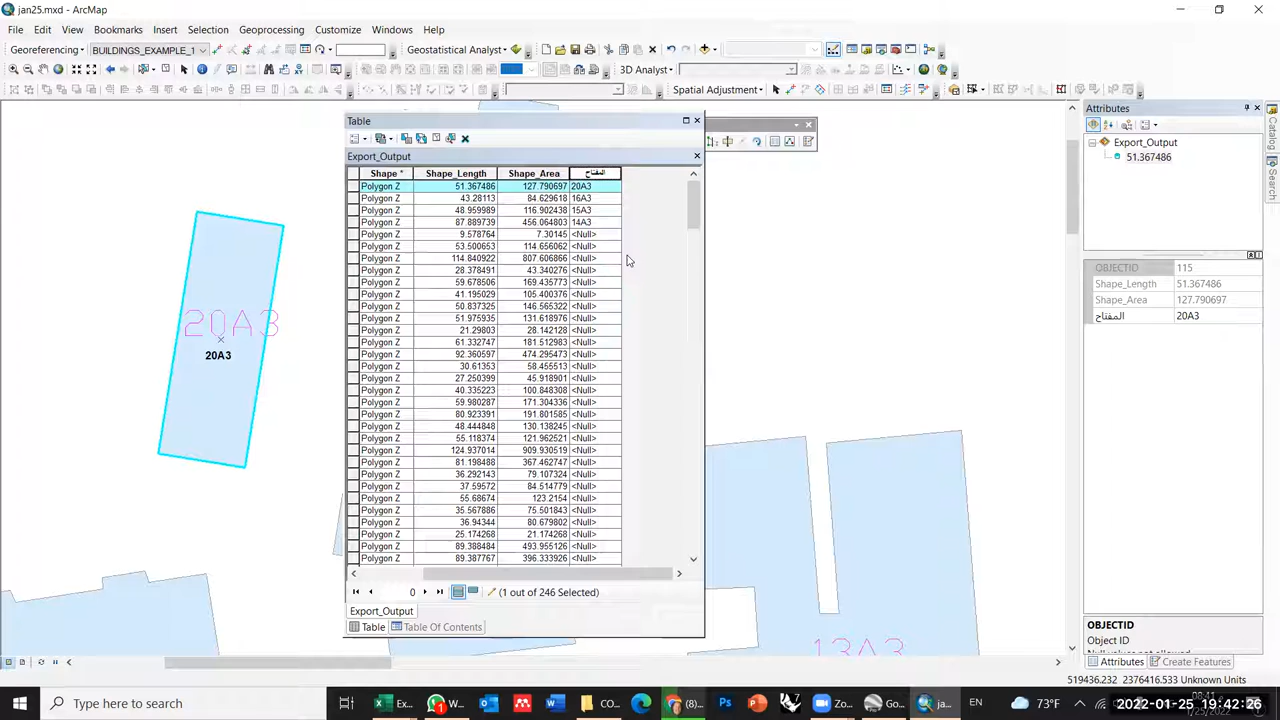 jan25.mxd - ArcMap
File Edit View Bookmarks Insert Selection Geoprocessing Customize Windows Help
Georeferencing BUILDINGS_EXAMPLE_1 Geostatistical Analyst
3D Analyst
Spatial Adjustment
Table
Export_Output
Shape * Shape_Length Shape_Area المفتاح
Polygon Z 51.367486 127.790697 20A3
Polygon Z 43.28113 84.629618 16A3
Polygon Z 48.959989 116.902438 15A3
Polygon Z 87.889739 456.064803 14A3
Polygon Z 9.578764 7.30145 <Null>
Polygon Z 53.500653 114.656062 <Null>
Polygon Z 114.840922 807.606866 <Null>
Polygon Z 28.378491 43.340276 <Null>
Polygon Z 59.678506 169.435773 <Null>
Polygon Z 41.195029 105.400376 <Null>
Polygon Z 50.837325 146.565322 <Null>
Polygon Z 51.975935 131.618976 <Null>
Polygon Z 21.29803 28.142128 <Null>
Polygon Z 61.332747 181.512983 <Null>
Polygon Z 92.360597 474.295473 <Null>
Polygon Z 30.61353 58.455513 <Null>
Polygon Z 27.250399 45.918901 <Null>
Polygon Z 40.335223 100.848308 <Null>
Polygon Z 59.980287 171.304336 <Null>
Polygon Z 80.923391 191.801585 <Null>
Polygon Z 48.444848 130.138245 <Null>
Polygon Z 55.118374 121.962521 <Null>
Polygon Z 124.937014 909.930519 <Null>
Polygon Z 81.198488 367.462747 <Null>
Polygon Z 36.292143 79.107324 <Null>
Polygon Z 37.59572 84.514779 <Null>
Polygon Z 55.68674 123.2154 <Null>
Polygon Z 35.567886 75.501843 <Null>
Polygon Z 36.94344 80.679802 <Null>
Polygon Z 25.174268 21.174268 <Null>
Polygon Z 89.388484 493.955126 <Null>
Polygon Z 89.387767 396.333926 <Null>
0 (1 out of 246 Selected)
Export_Output
Table Table Of Contents
20A3
20A3
13A3
Attributes
Export_Output
51.367486
OBJECTID 115
Shape_Length 51.367486
Shape_Area 127.790697
المفتاح 20A3
OBJECTID
Object ID
Null values not allowed
Attributes Create Features
Catalog
Search
519436.232 2376416.533 Unknown Units
Type here to search
Ex... W... CO... (8)... Zo... Go... ja... EN 73°F
2022-01-25 19:42:26